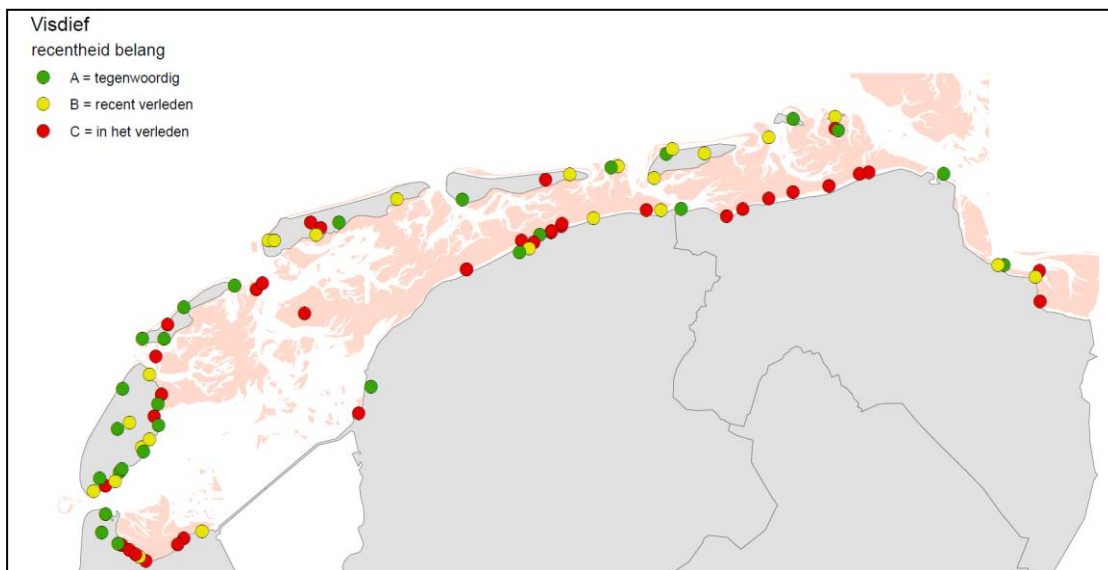 Visdief
recentheid belang
A = tegenwoordig
B = recent verleden
C = in het verleden